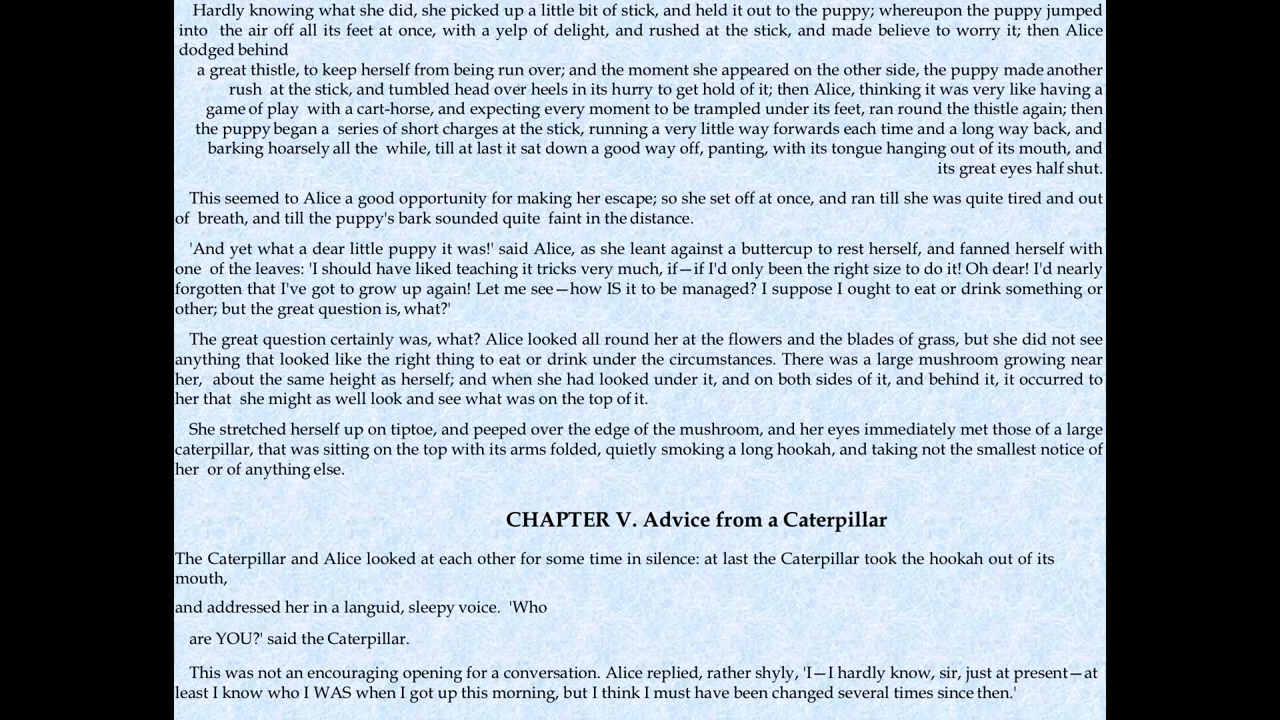 Hardly knowing what she did, she picked up a little bit of stick, and held it out to the puppy; whereupon the puppy jumped
into the air off all its feet at once, with a yelp of delight, and rushed at the stick, and made believe to worry it; then Alice
dodged behind
a great thistle, to keep herself from being run over; and the moment she appeared on the other side, the puppy made another
rush at the stick, and tumbled head over heels in its hurry to get hold of it; then Alice, thinking it was very like having a
game of play with a cart-horse, and expecting every moment to be trampled under its feet, ran round the thistle again; then
the puppy began a series of short charges at the stick, running a very little way forwards each time and a long way back, and
barking hoarsely all the while, till at last it sat down a good way off, panting, with its tongue hanging out of its mouth, and
its great eyes half shut.
This seemed to Alice a good opportunity for making her escape; so she set off at once, and ran till she was quite tired and out
of breath, and till the puppy's bark sounded quite faint in the distance.
'And yet what a dear little puppy it was!' said Alice, as she leant against a buttercup to rest herself, and fanned herself with
one of the leaves: 'I should have liked teaching it tricks very much, if—if I'd only been the right size to do it! Oh dear! I'd nearly
forgotten that I've got to grow up again! Let me see—how IS it to be managed? I suppose I ought to eat or drink something or
other; but the great question is, what?'
The great question certainly was, what? Alice looked all round her at the flowers and the blades of grass, but she did not see
anything that looked like the right thing to eat or drink under the circumstances. There was a large mushroom growing near
her, about the same height as herself; and when she had looked under it, and on both sides of it, and behind it, it occurred to
her that she might as well look and see what was on the top of it.
She stretched herself up on tiptoe, and peeped over the edge of the mushroom, and her eyes immediately met those of a large
caterpillar, that was sitting on the top with its arms folded, quietly smoking a long hookah, and taking not the smallest notice of
her or of anything else.
CHAPTER V. Advice from a Caterpillar
The Caterpillar and Alice looked at each other for some time in silence: at last the Caterpillar took the hookah out of its
mouth,
and addressed her in a languid, sleepy voice. 'Who
are YOU?' said the Caterpillar.
This was not an encouraging opening for a conversation. Alice replied, rather shyly, 'I—I hardly know, sir, just at present—at
least I know who I WAS when I got up this morning, but I think I must have been changed several times since then.'